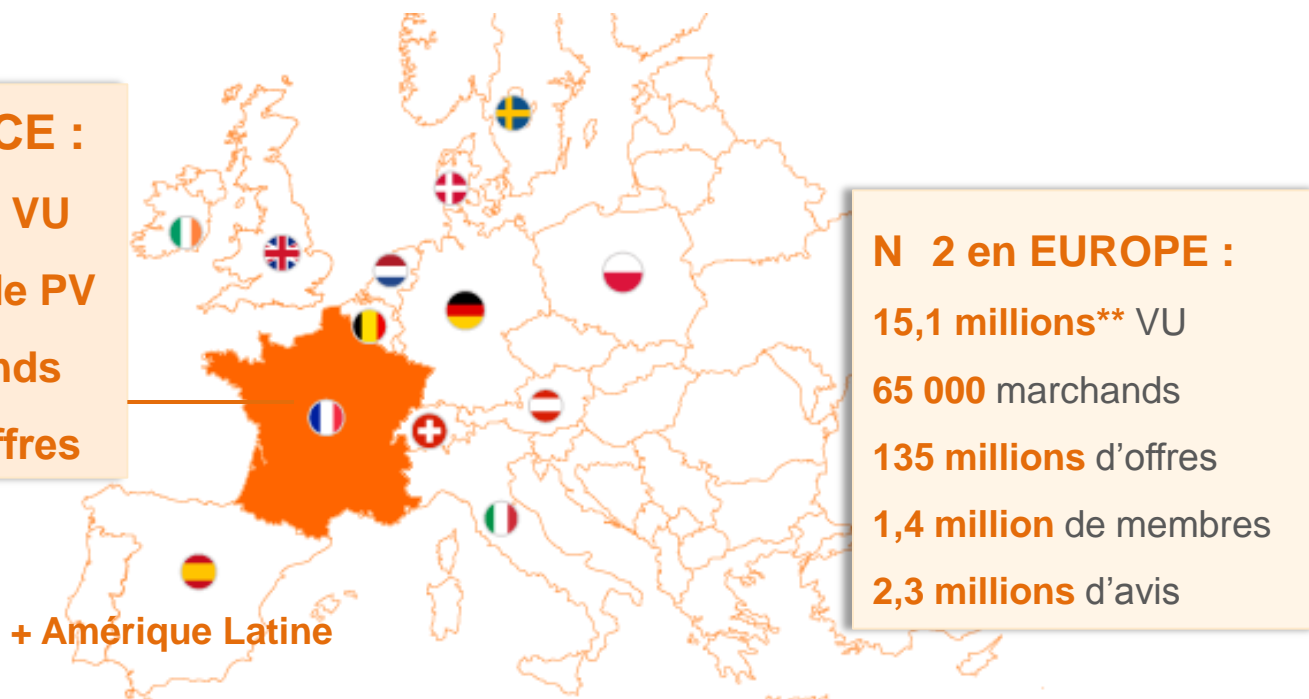 CE :
VU
le PV
nds
ffres
N 2 en EUROPE :
15,1 millions** VU
65 000 marchands
135 millions d’offres
1,4 million de membres
2,3 millions d’avis
+ Amérique Latine